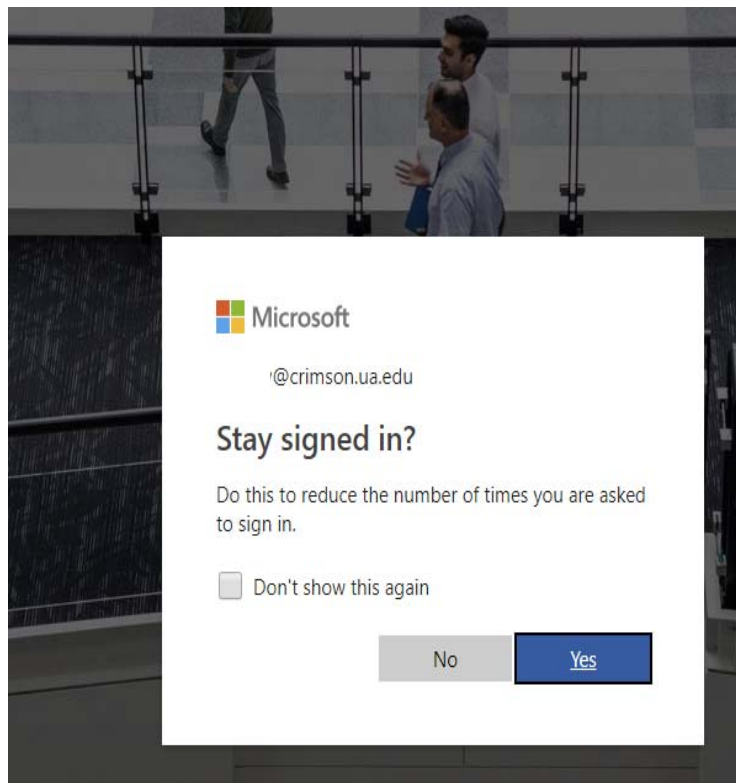 Microsoft
@crimson.ua.edu
Stay signed in?
Do this to reduce the number of times you are asked
to sign in.
Don't show this again
No
Yes